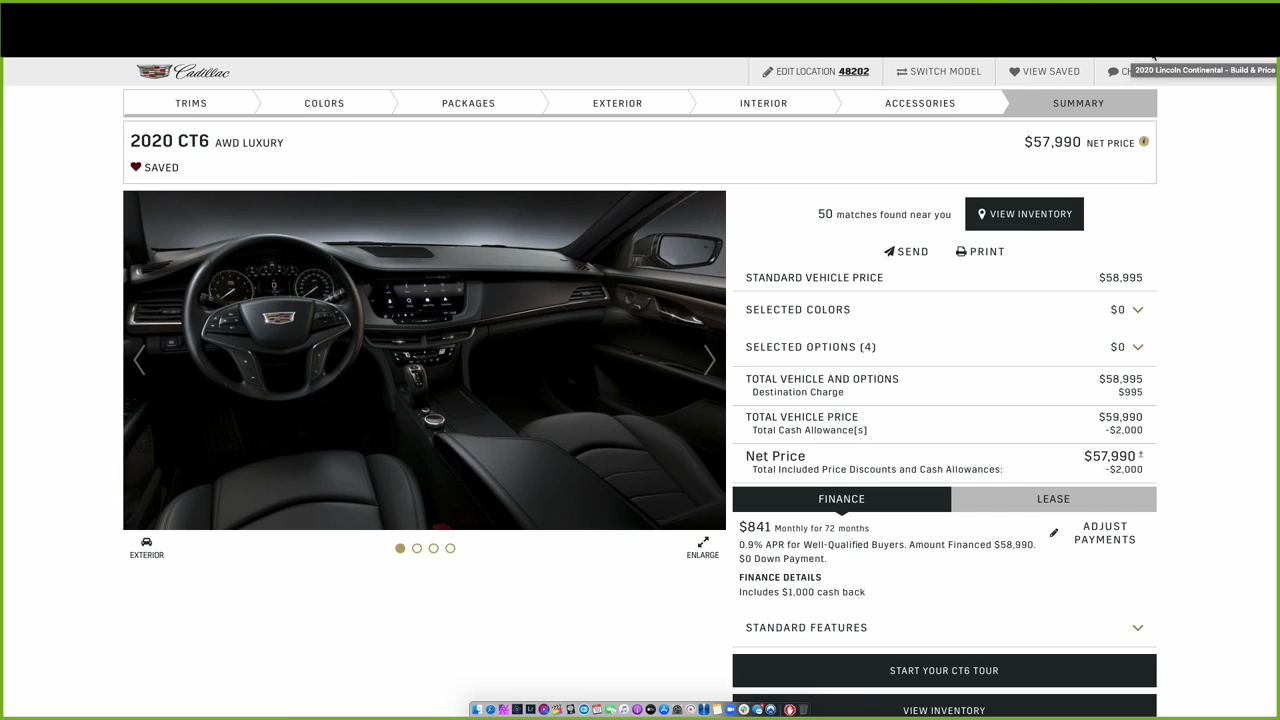 Cadillac
EDIT LOCATION 48202
SWITCH MODEL
VIEW SAVED
2020 Lincoln Continental - Build & Price
TRIMS
COLORS
PACKAGES
EXTERIOR
INTERIOR
ACCESSORIES
SUMMARY
2020 CT6 AWD LUXURY
$57,990 NET PRICE
SAVED
50 matches found near you
VIEW INVENTORY
SEND
PRINT
STANDARD VEHICLE PRICE $58,995
SELECTED COLORS $0
SELECTED OPTIONS (4) $0
TOTAL VEHICLE AND OPTIONS $58,995
Destination Charge $995
TOTAL VEHICLE PRICE $59,990
Total Cash Allowance[s] -$2,000
Net Price $57,990 ±
Total Included Price Discounts and Cash Allowances: -$2,000
FINANCE
LEASE
$841 Monthly for 72 months
0.9% APR for Well-Qualified Buyers. Amount Financed $58,990.
$0 Down Payment.
ADJUST
PAYMENTS
FINANCE DETAILS
Includes $1,000 cash back
EXTERIOR
ENLARGE
STANDARD FEATURES
START YOUR CT6 TOUR
VIEW INVENTORY